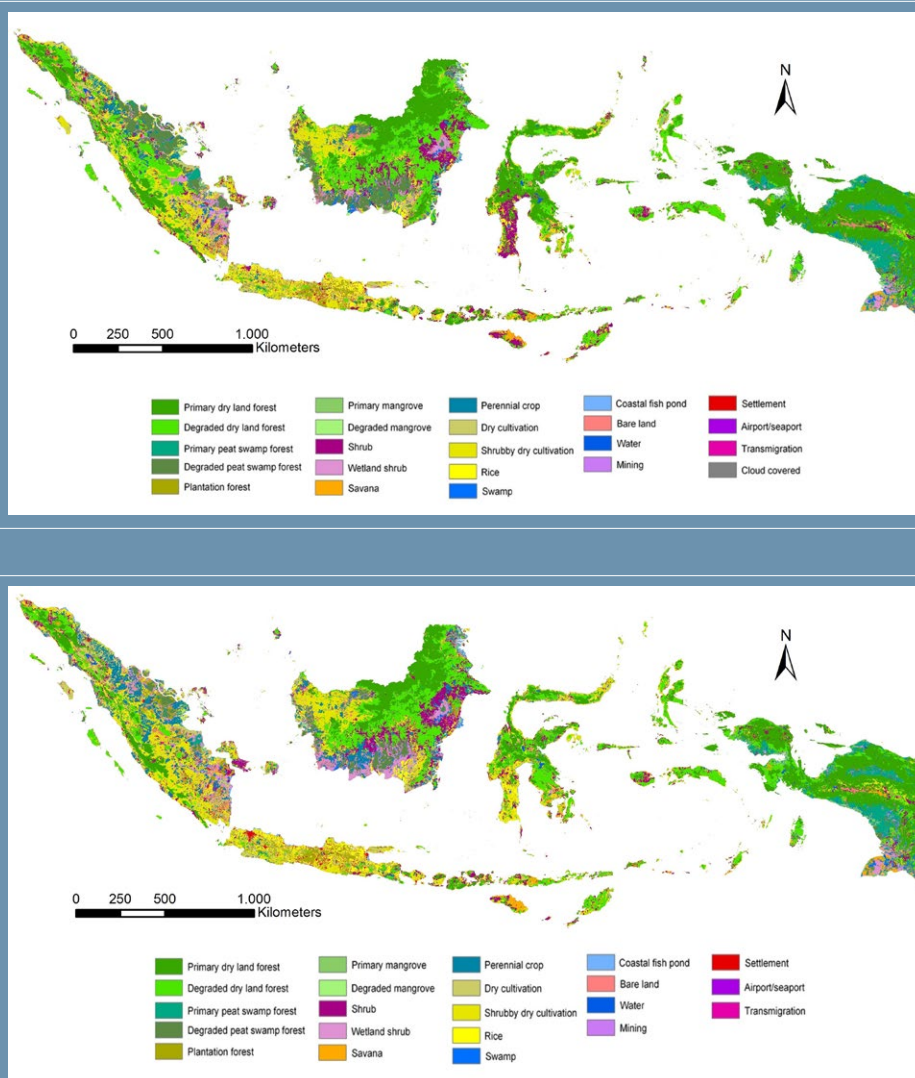 N
0 250 500 1.000
Kilometers
Primary dry land forest
Degraded dry land forest
Primary peat swamp forest
Degraded peat swamp forest
Plantation forest
Primary mangrove
Degraded mangrove
Shrub
Wetland shrub
Savana
Perennial crop
Dry cultivation
Shrubby dry cultivation
Rice
Swamp
Coastal fish pond
Bare land
Water
Mining
Settlement
Airport/seaport
Transmigration
Cloud covered
N
0 250 500 1.000
Kilometers
Primary dry land forest
Degraded dry land forest
Primary peat swamp forest
Degraded peat swamp forest
Plantation forest
Primary mangrove
Degraded mangrove
Shrub
Wetland shrub
Savana
Perennial crop
Dry cultivation
Shrubby dry cultivation
Rice
Swamp
Coastal fish pond
Bare land
Water
Mining
Settlement
Airport/seaport
Transmigration